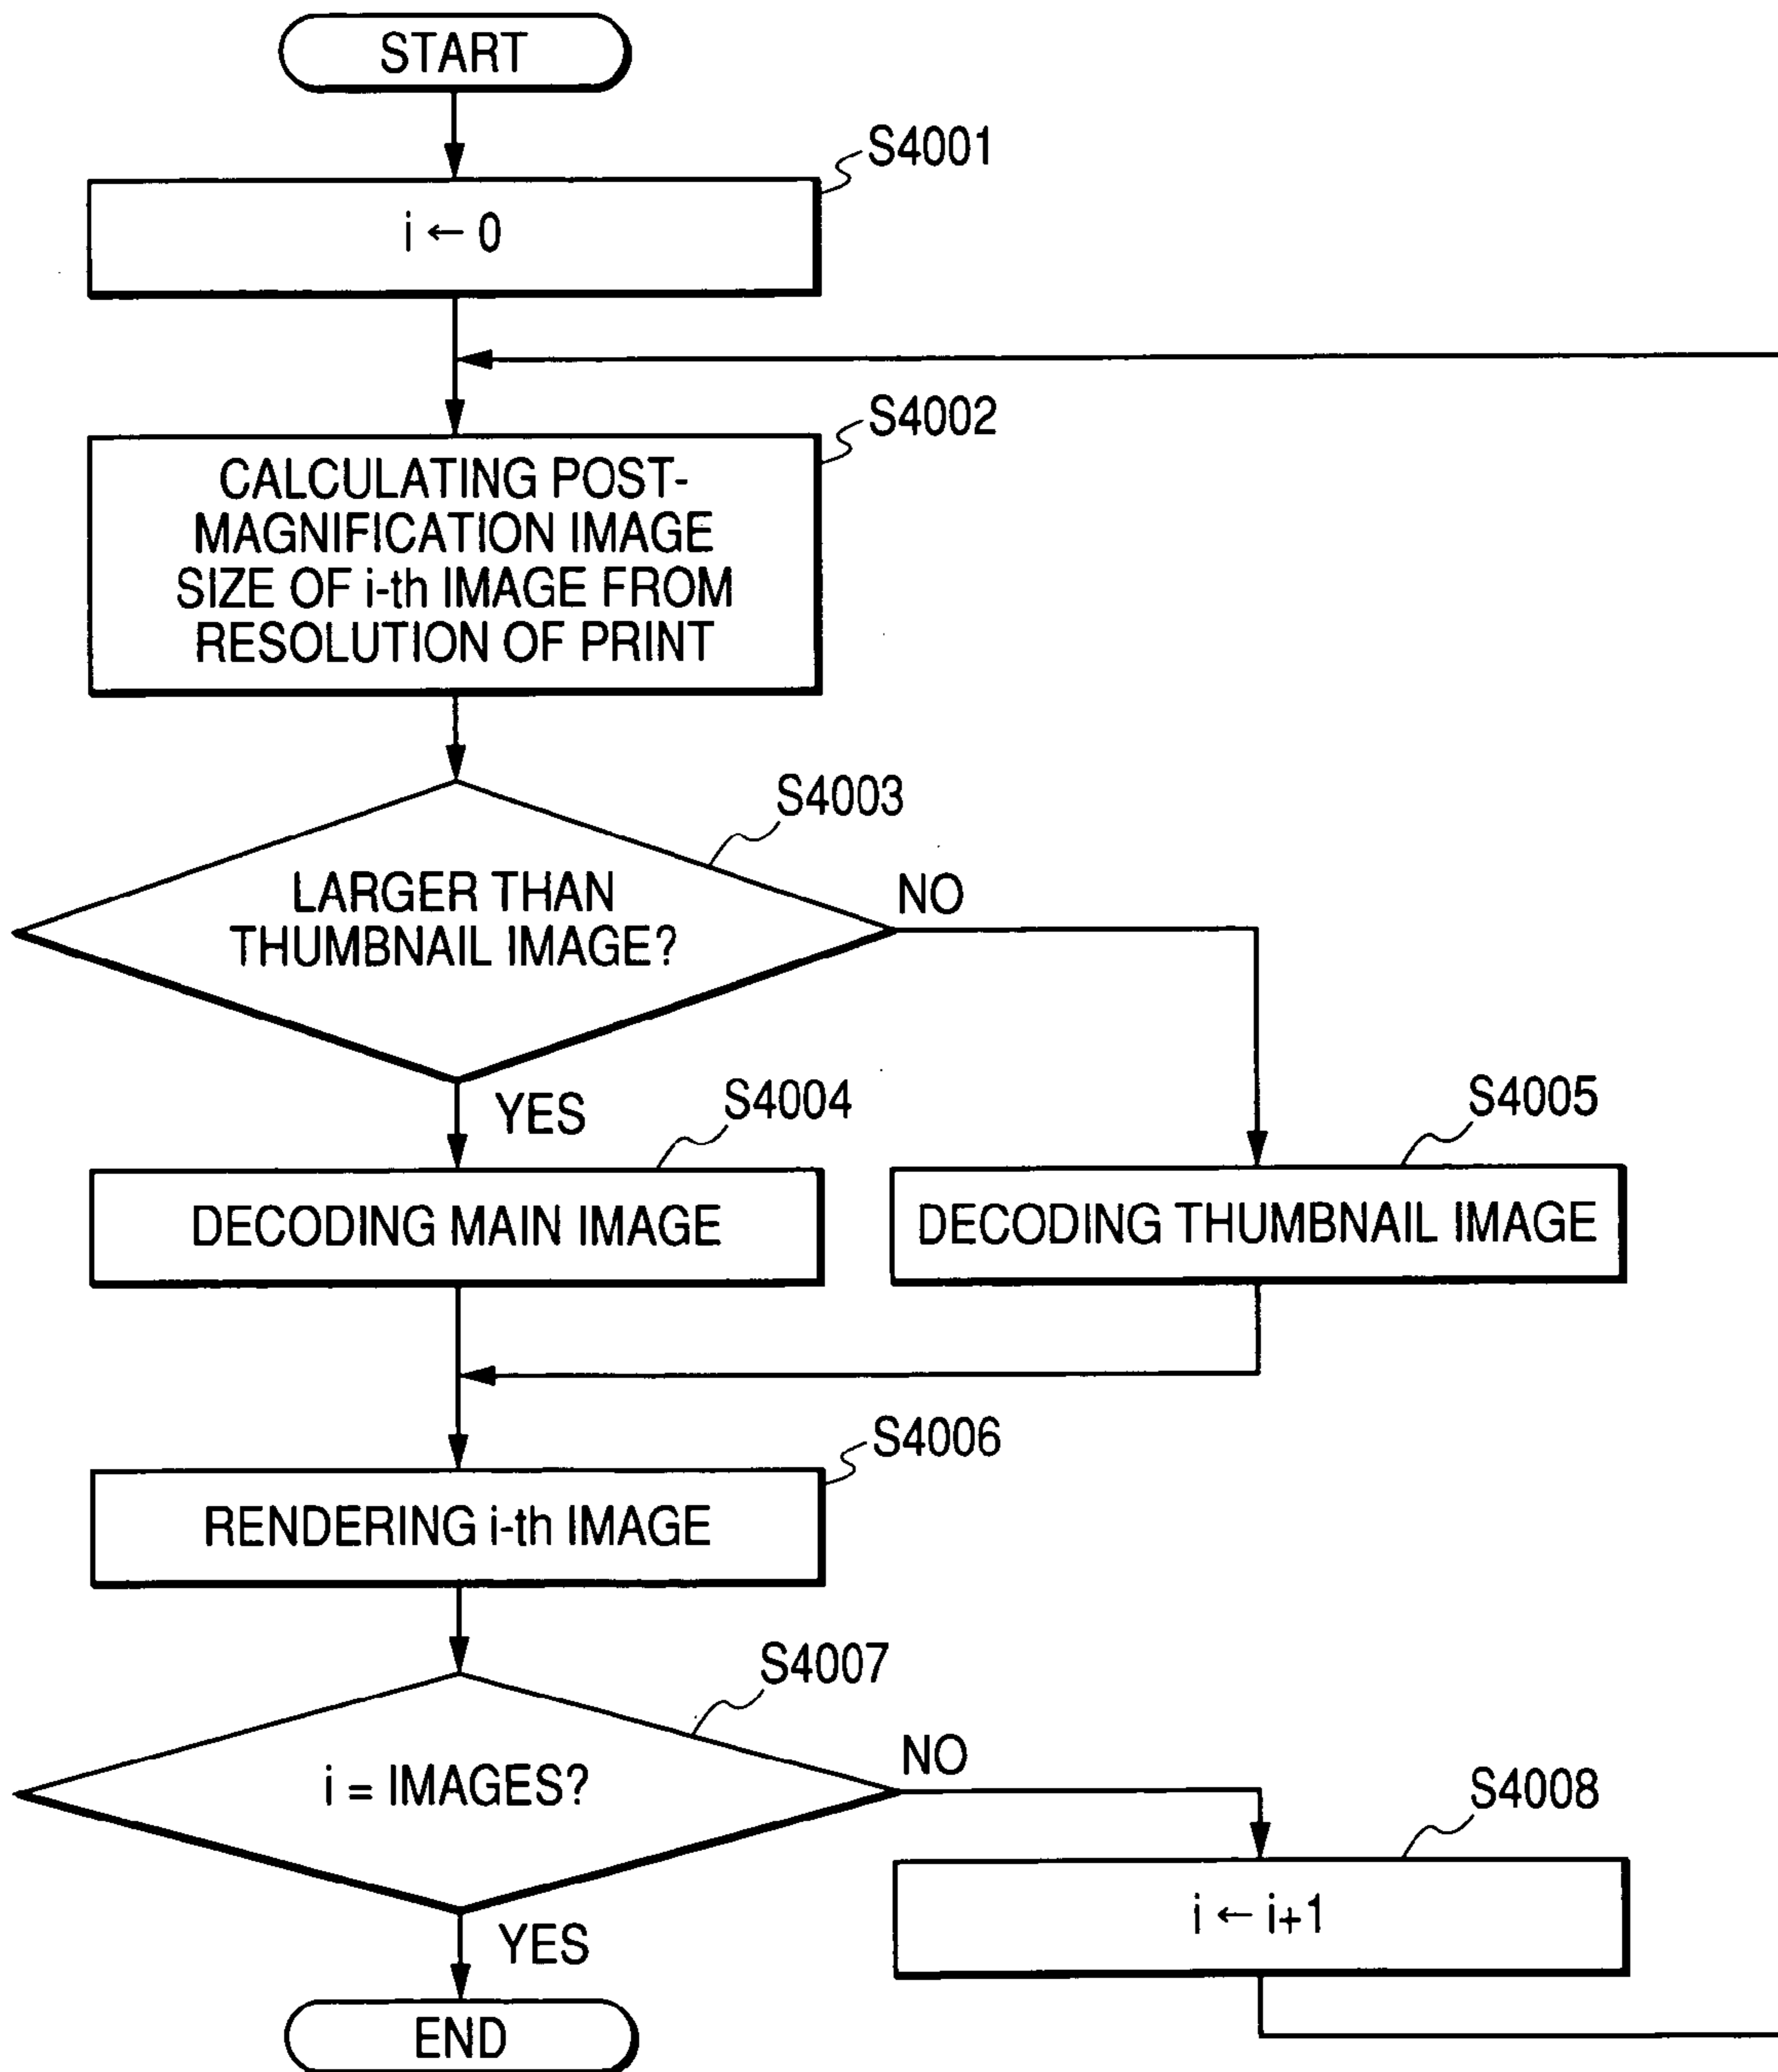 START
S4001
i ← 0
S4002
CALCULATING POST-
MAGNIFICATION IMAGE
SIZE OF i-th IMAGE FROM
RESOLUTION OF PRINT
S4003
LARGER THAN
THUMBNAIL IMAGE?
NO
YES
S4004
DECODING MAIN IMAGE
S4005
DECODING THUMBNAIL IMAGE
S4006
RENDERING i-th IMAGE
S4007
i = IMAGES?
NO
S4008
i ← i+1
YES
END